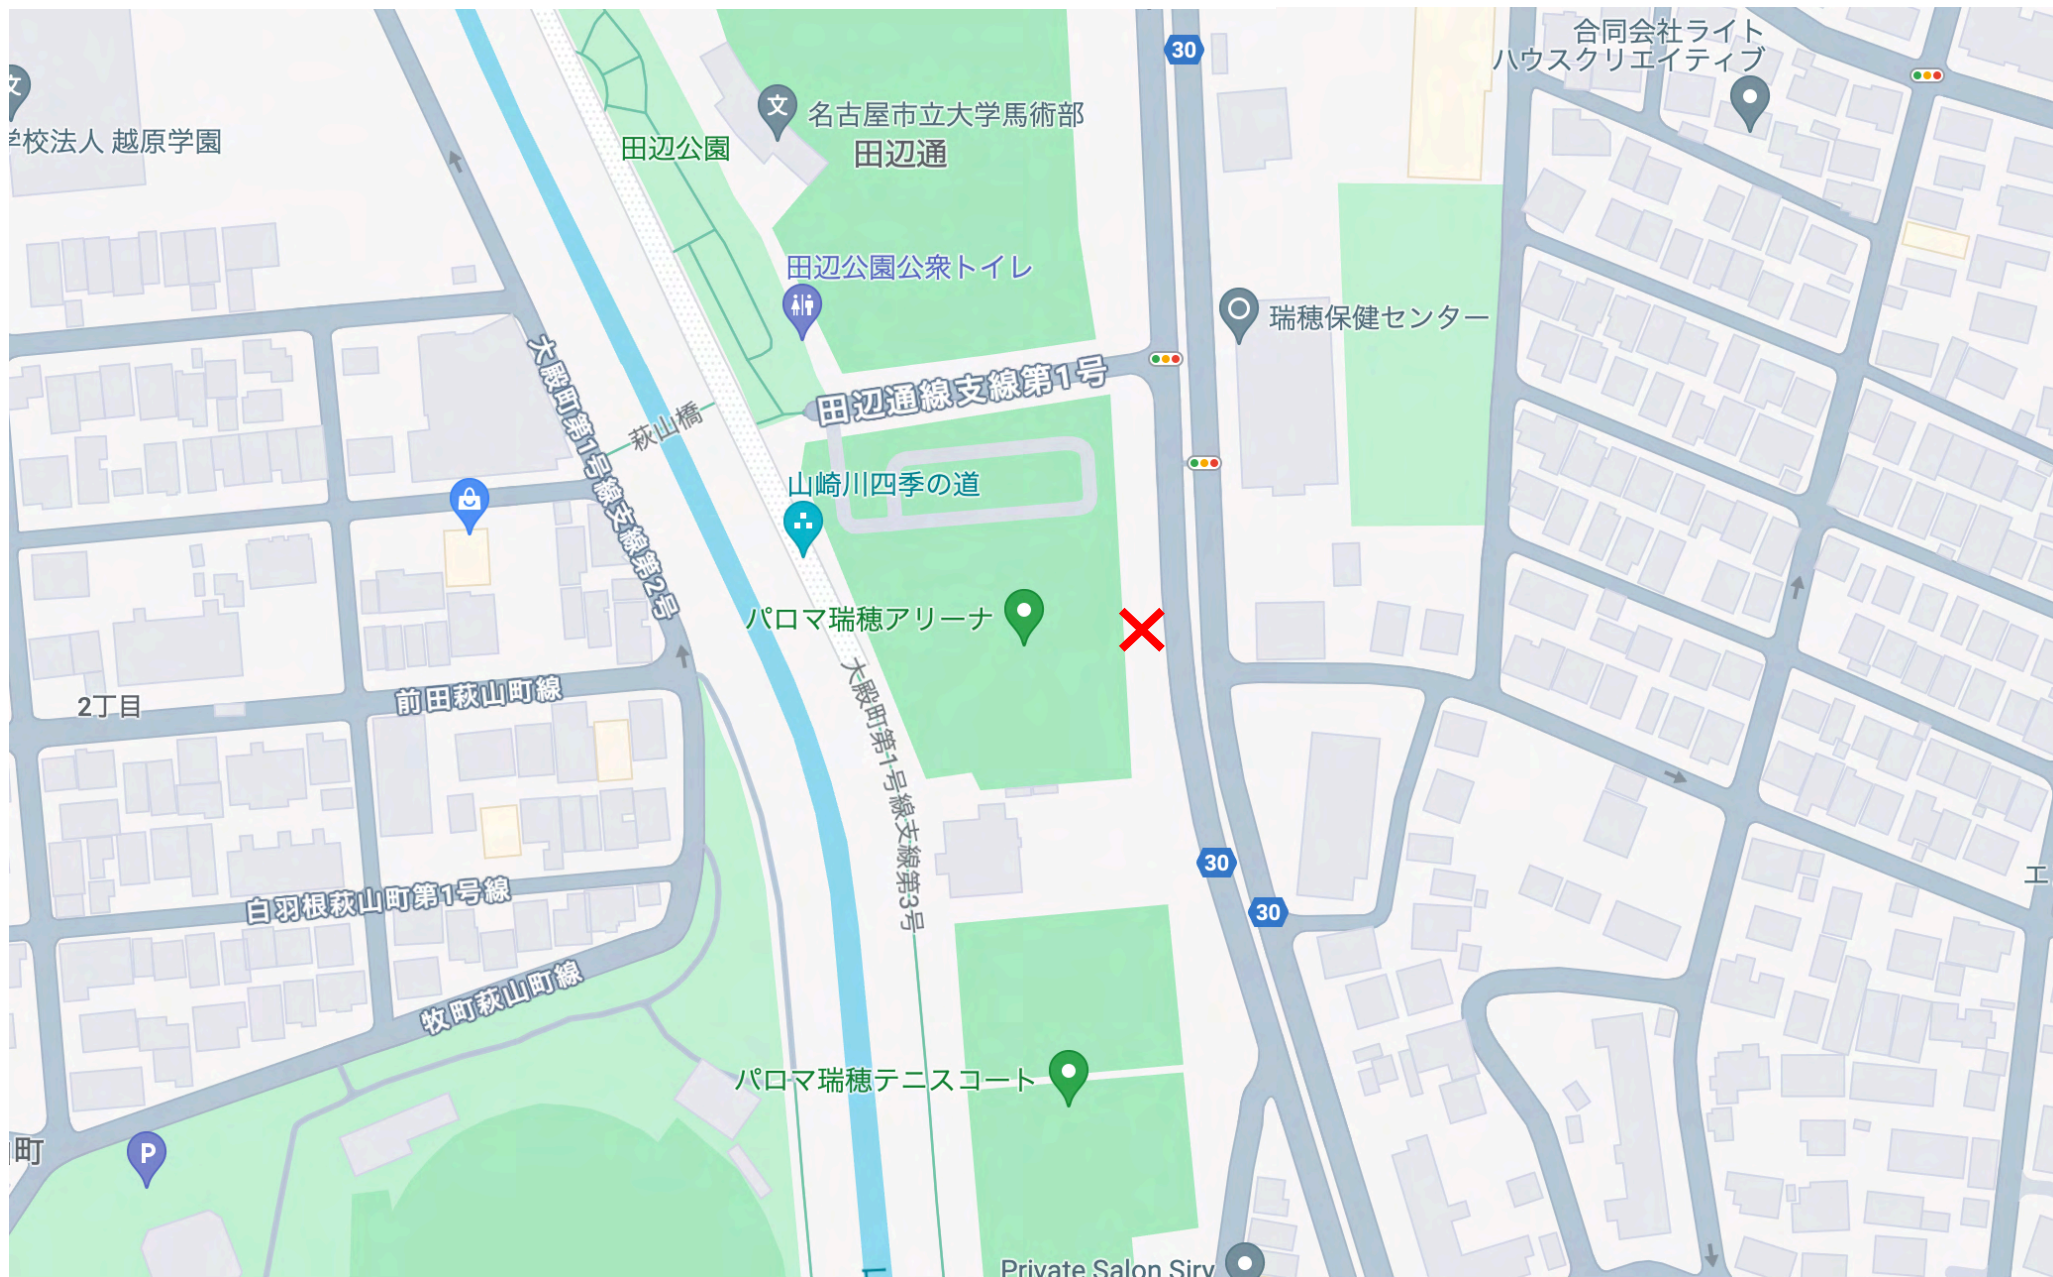 合同会社ライト
ハウスクリエイティブ
30
文
名古屋市立大学馬術部
田辺通
学校法人 越原学園
田辺公園
田辺公園公衆トイレ
瑞穂保健センター
田辺通線支線第1号
大殿町第1号線支線第2号
萩山橋
山崎川四季の道
パロマ瑞穂アリーナ
大殿町第1号線支線第3号
前田萩山町線
2丁目
30
エ
白羽根萩山町第1号線
30
牧町萩山町線
パロマ瑞穂テニスコート
町
P
Private Salon Siry